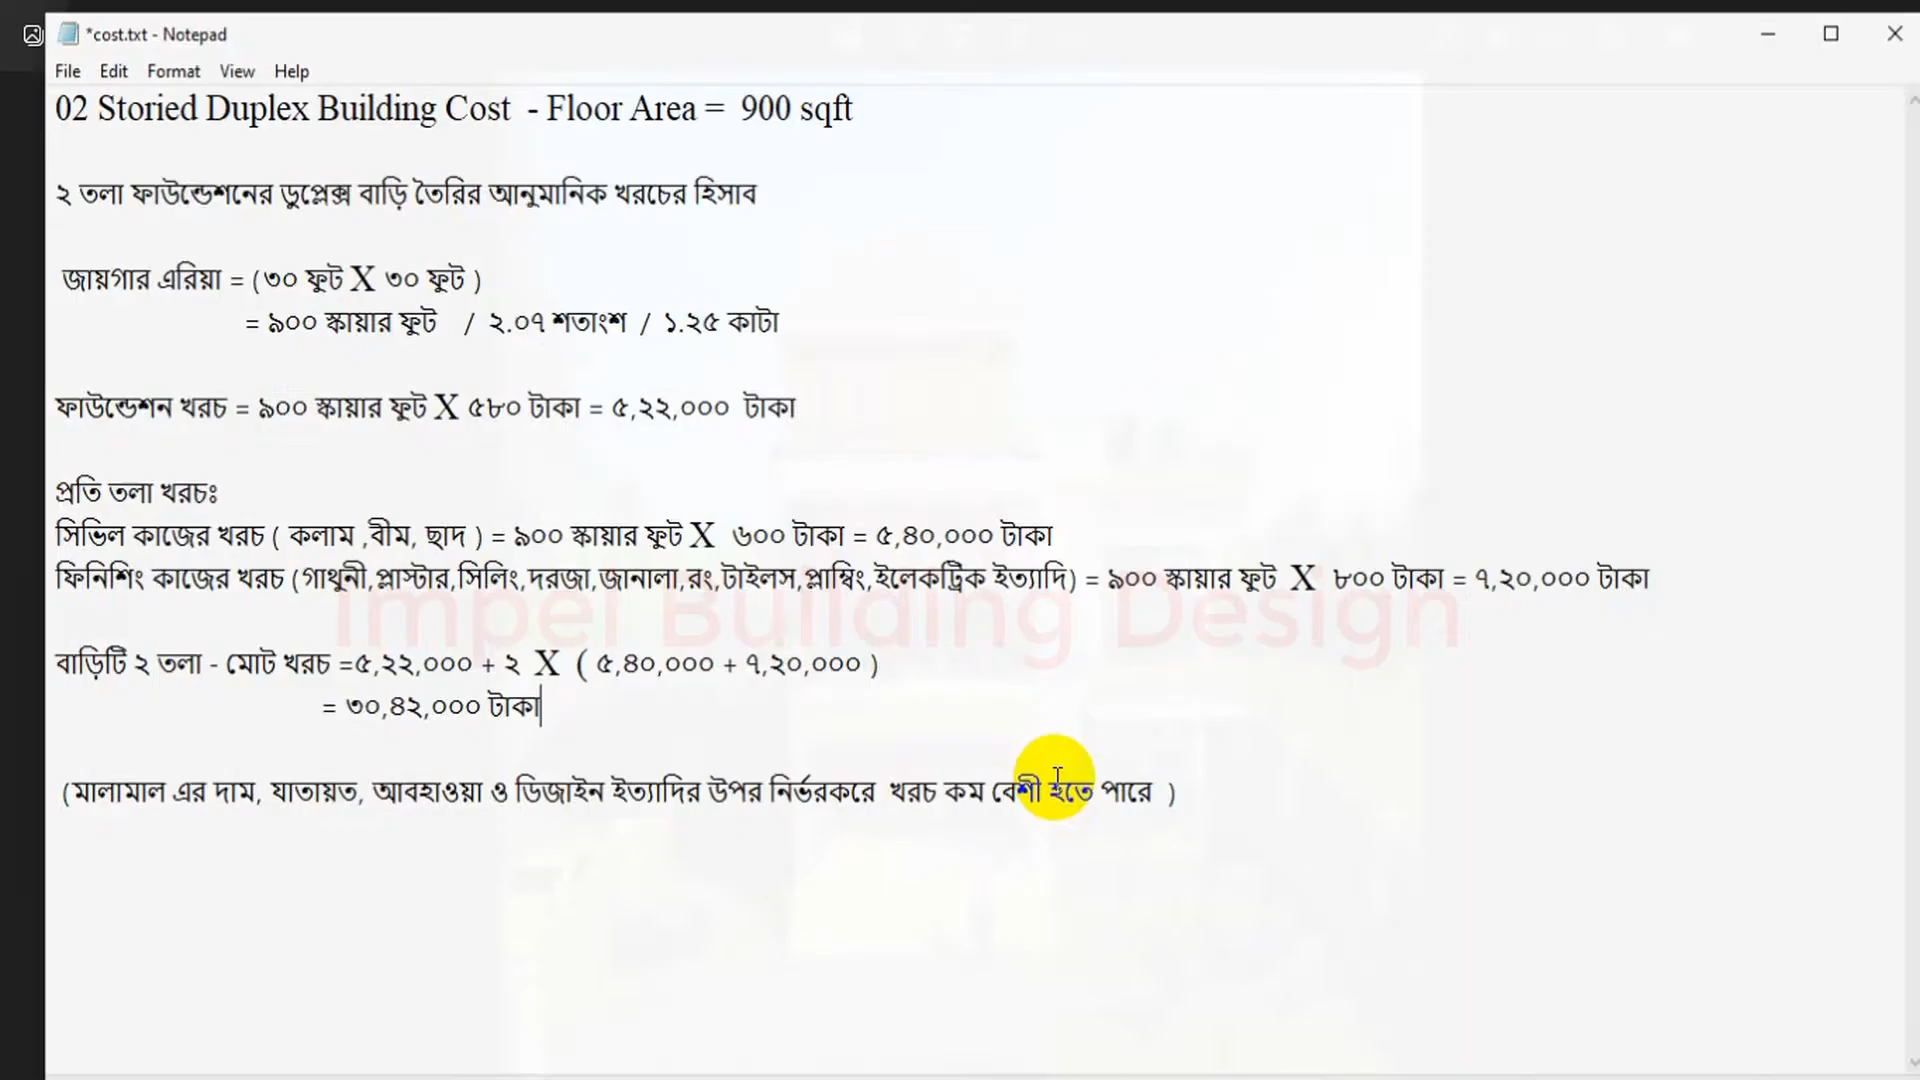 *cost.txt - Notepad
File Edit Format View Help
02 Storied Duplex Building Cost - Floor Area = 900 sqft
২ তলা ফাউন্ডেশনের ডুপ্লেক্স বাড়ি তৈরির আনুমানিক খরচের হিসাব
জায়গার এরিয়া = (৩০ ফুট X ৩০ ফুট )
= ৯০০ স্কায়ার ফুট / ২.০৭ শতাংশ / ১.২৫ কাটা
ফাউন্ডেশন খরচ = ৯০০ স্কায়ার ফুট X ৫৮০ টাকা = ৫,২২,০০০ টাকা
প্রতি তলা খরচঃ
সিভিল কাজের খরচ ( কলাম ,বীম, ছাদ ) = ৯০০ স্কায়ার ফুট X ৬০০ টাকা = ৫,৪০,০০০ টাকা
ফিনিশিং কাজের খরচ (গাথুনী,প্লাস্টার,সিলিং,দরজা,জানালা,রং,টাইলস,প্লাম্বিং,ইলেকট্রিক ইত্যাদি) = ৯০০ স্কায়ার ফুট X ৮০০ টাকা = ৭,২০,০০০ টাকা
Impel Building Design
বাড়িটি ২ তলা - মোট খরচ =৫,২২,০০০ + ২ X ( ৫,৪০,০০০ + ৭,২০,০০০ )
= ৩০,৪২,০০০ টাকা
(মালামাল এর দাম, যাতায়ত, আবহাওয়া ও ডিজাইন ইত্যাদির উপর নির্ভরকরে খরচ কম বেশী হতে পারে )